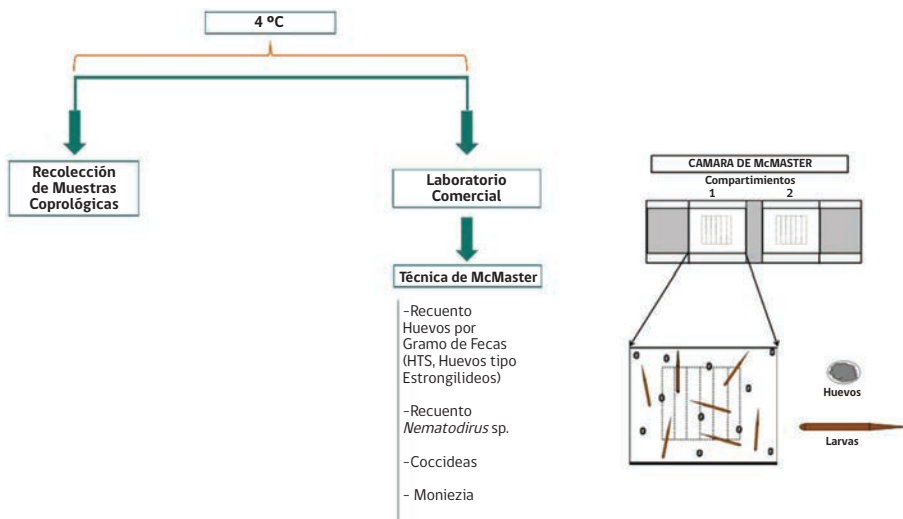 4 ºC
Recolección
de Muestras
Coprológicas
Laboratorio
Comercial
Técnica de McMaster
-Recuento
Huevos por
Gramo de Fecas
(HTS, Huevos tipo
Estrongilideos)
-Recuento
Nematodirus sp.
-Coccideas
- Moniezia
CAMARA DE McMASTER
Compartimientos
1 2
Huevos
Larvas